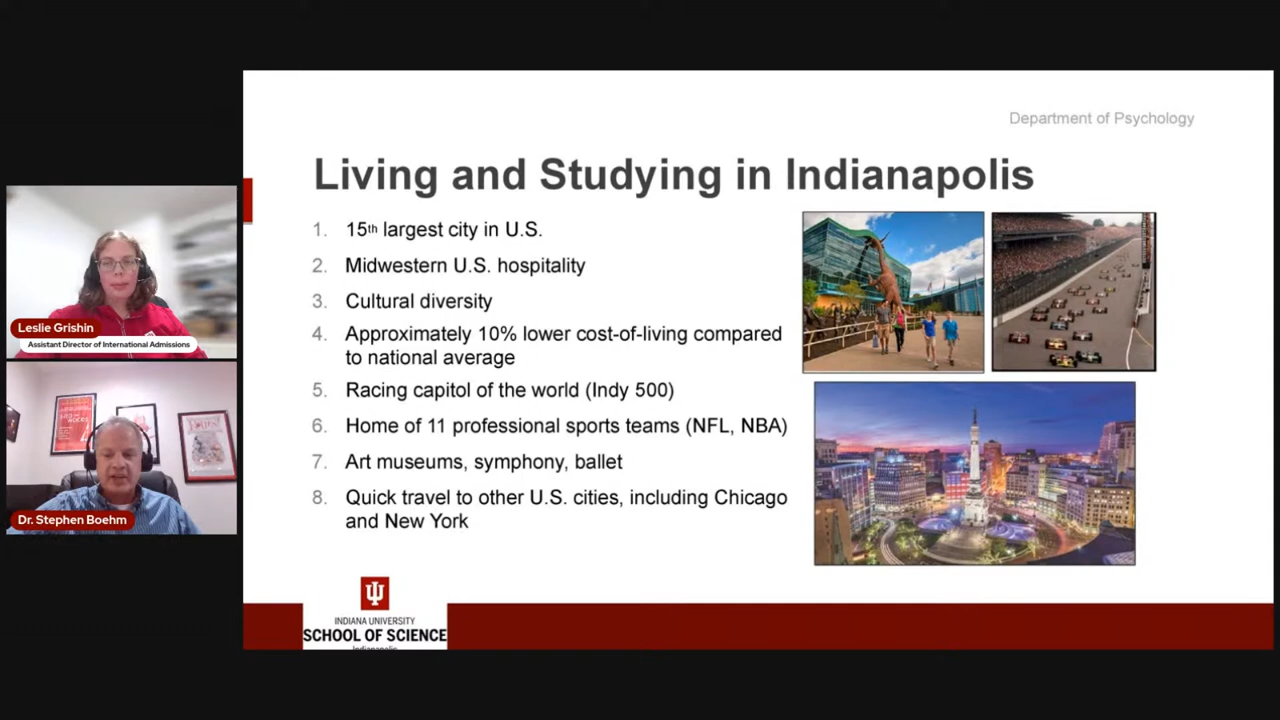 Department of Psychology
Living and Studying in Indianapolis
1. 15th largest city in U.S.
2. Midwestern U.S. hospitality
3. Cultural diversity
4. Approximately 10% lower cost-of-living compared
to national average
5. Racing capitol of the world (Indy 500)
6. Home of 11 professional sports teams (NFL, NBA)
7. Art museums, symphony, ballet
8. Quick travel to other U.S. cities, including Chicago
and New York
INDIANA UNIVERSITY
SCHOOL OF SCIENCE
Indianapolis
Leslie Grishin
Assistant Director of International Admissions
Dr. Stephen Boehm